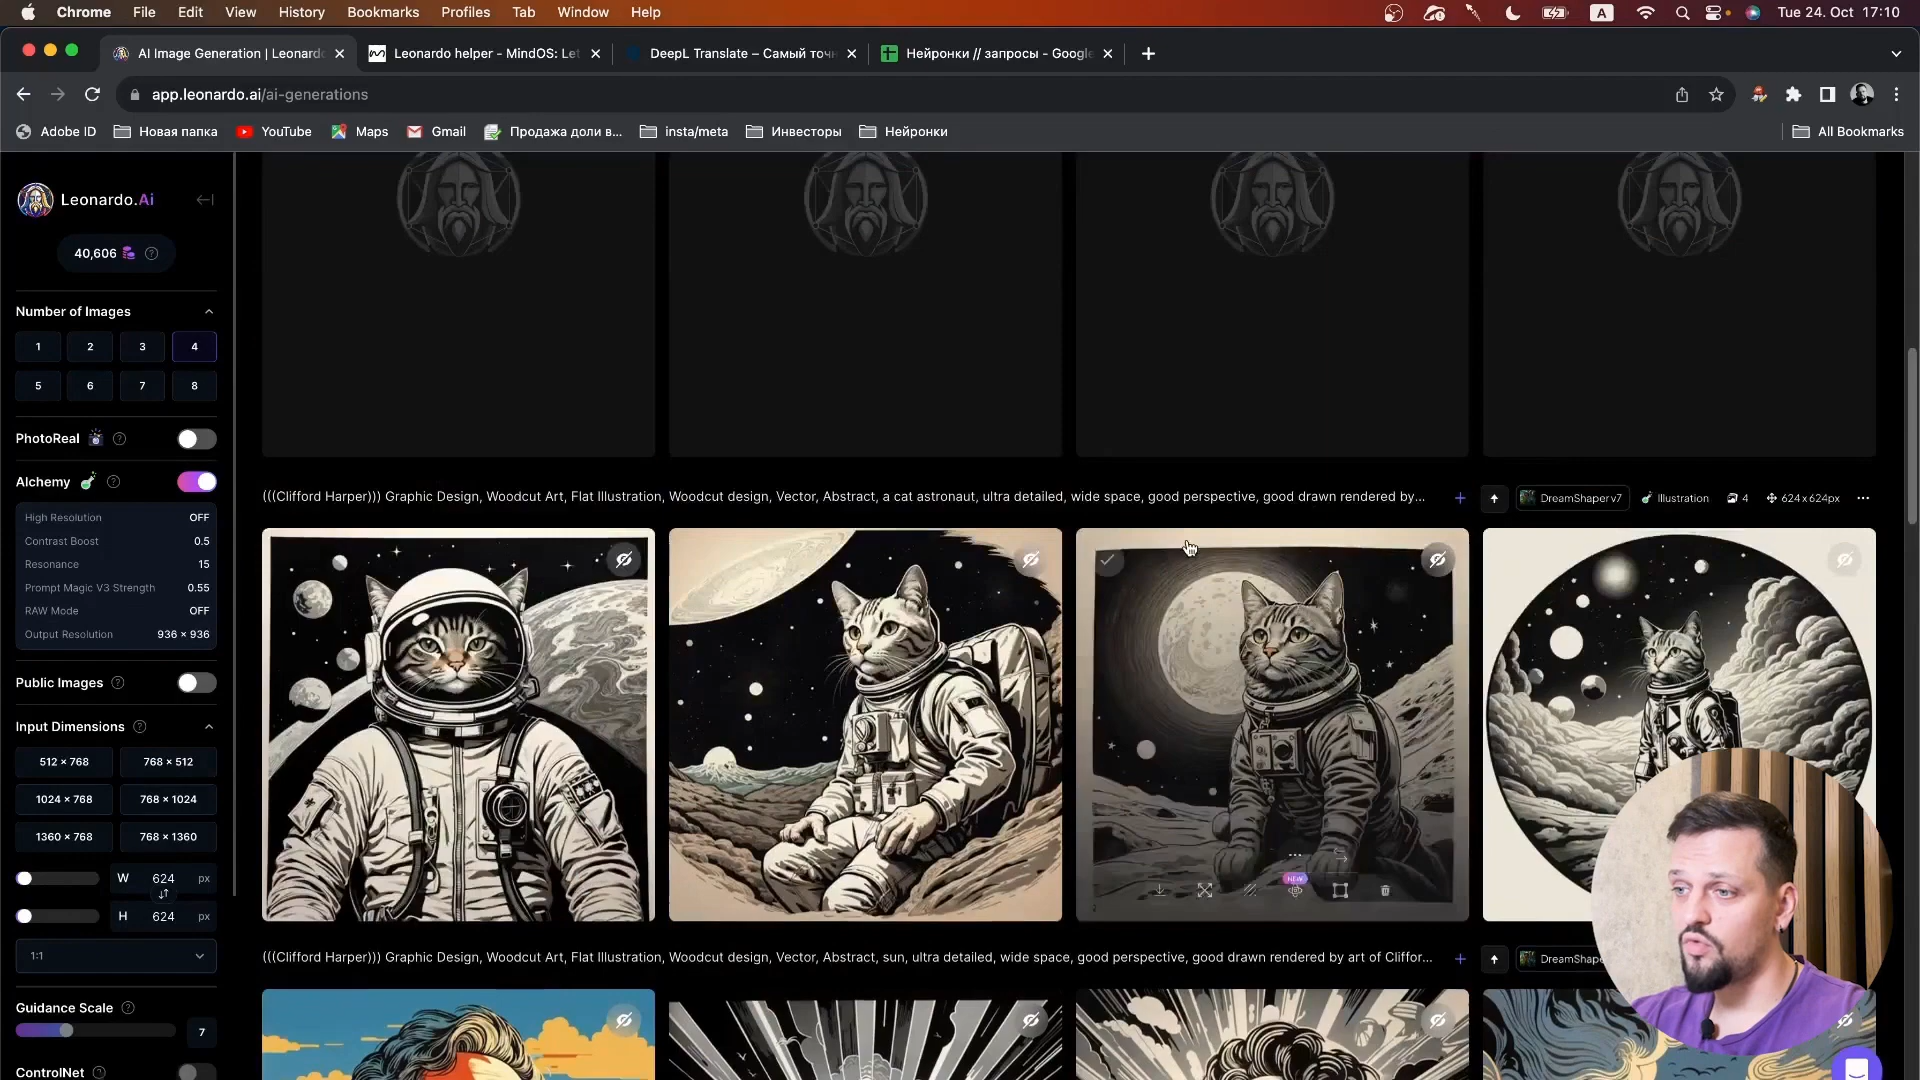 Chrome File Edit View History Bookmarks Profiles Tab Window Help A Tue 24. Oct 17:10
AI Image Generation | Leonardo Leonardo helper - MindOS: Let DeepL Translate – Самый точн Нейронки // запросы - Google
app.leonardo.ai/ai-generations
Adobe ID Новая папка YouTube Maps Gmail Продажа доли в... insta/meta Инвесторы Нейронки All Bookmarks
Leonardo.Ai
40,606
Number of Images
1 2 3 4
5 6 7 8
PhotoReal
Alchemy
High Resolution OFF
Contrast Boost 0.5
Resonance 15
Prompt Magic V3 Strength 0.55
RAW Mode OFF
Output Resolution 936 × 936
Public Images
Input Dimensions
512 × 768 768 × 512
1024 × 768 768 × 1024
1360 × 768 768 × 1360
W 624 px
H 624 px
1:1
Guidance Scale
7
ControlNet
(((Clifford Harper))) Graphic Design, Woodcut Art, Flat Illustration, Woodcut design, Vector, Abstract, a cat astronaut, ultra detailed, wide space, good perspective, good drawn rendered by... DreamShaper v7 Illustration 4 624 x 624px
NEW
(((Clifford Harper))) Graphic Design, Woodcut Art, Flat Illustration, Woodcut design, Vector, Abstract, sun, ultra detailed, wide space, good perspective, good drawn rendered by art of Cliffor... DreamShape